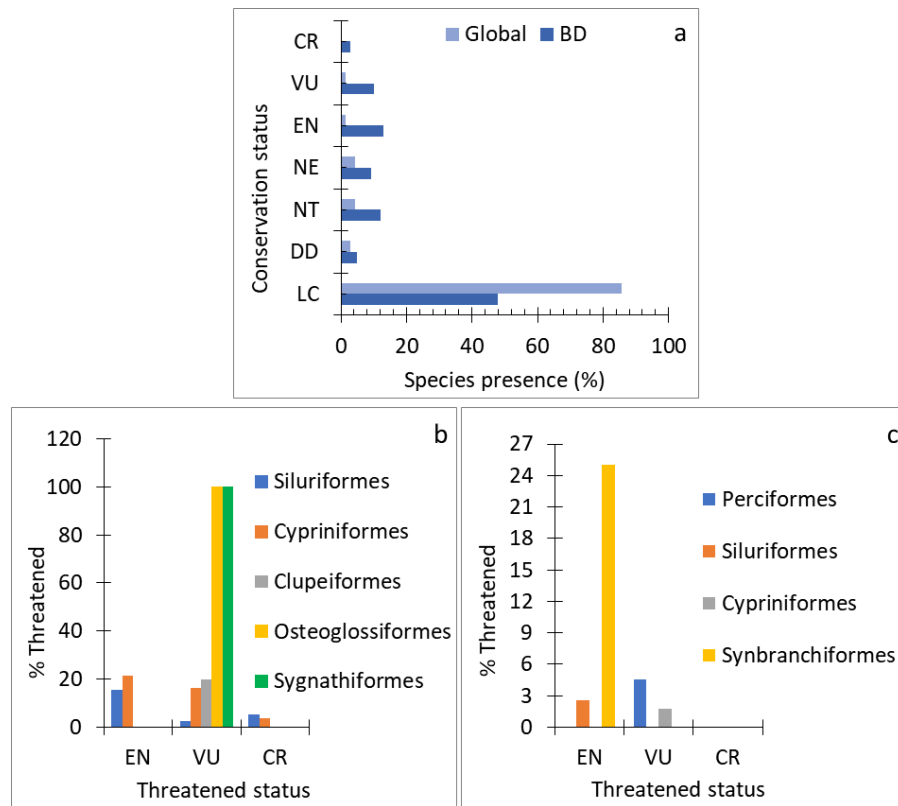 Global BD a
CR
VU
EN
NE
NT
DD
LC
Conservation status
0 20 40 60 80 100
Species presence (%)
b
120
100
80
60
40
20
0
% Threatened
Siluriformes
Cypriniformes
Clupeiformes
Osteoglossiformes
Sygnathiformes
EN VU CR
Threatened status
c
27
24
21
18
15
12
9
6
3
0
% Threatened
Perciformes
Siluriformes
Cypriniformes
Synbranchiformes
EN VU CR
Threatened status